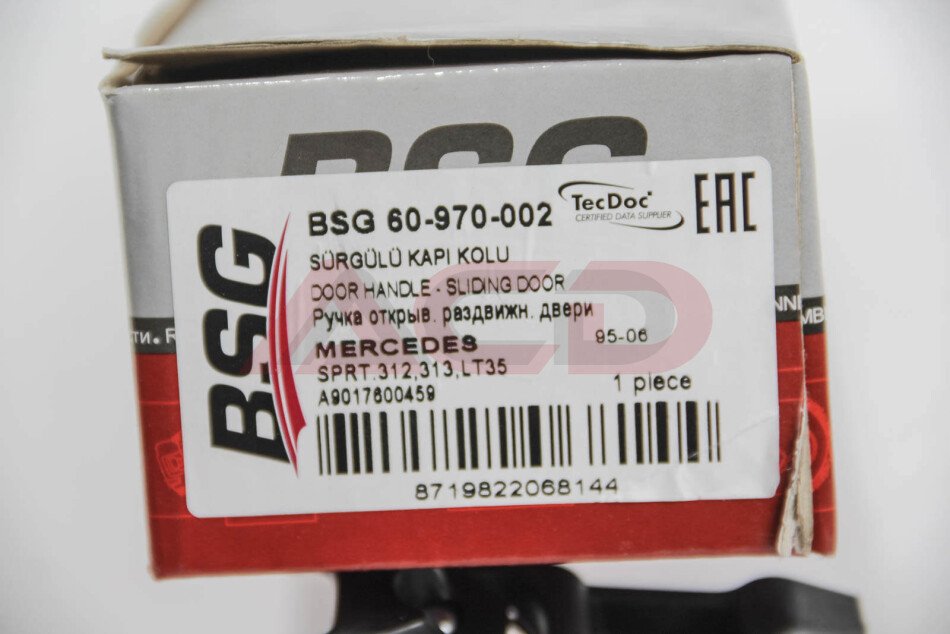 BSG
BSG
BSG 60-970-002
TecDoc
CERTIFIED DATA SUPPLIER
EAC
SÜRGÜLÜ KAPI KOLU
DOOR HANDLE - SLIDING DOOR
Ручка открыв. раздвижн. двери
MERCEDES
95-06
SPRT.312,313,LT35
A9017600459
1 piece
8719822068144
ACD